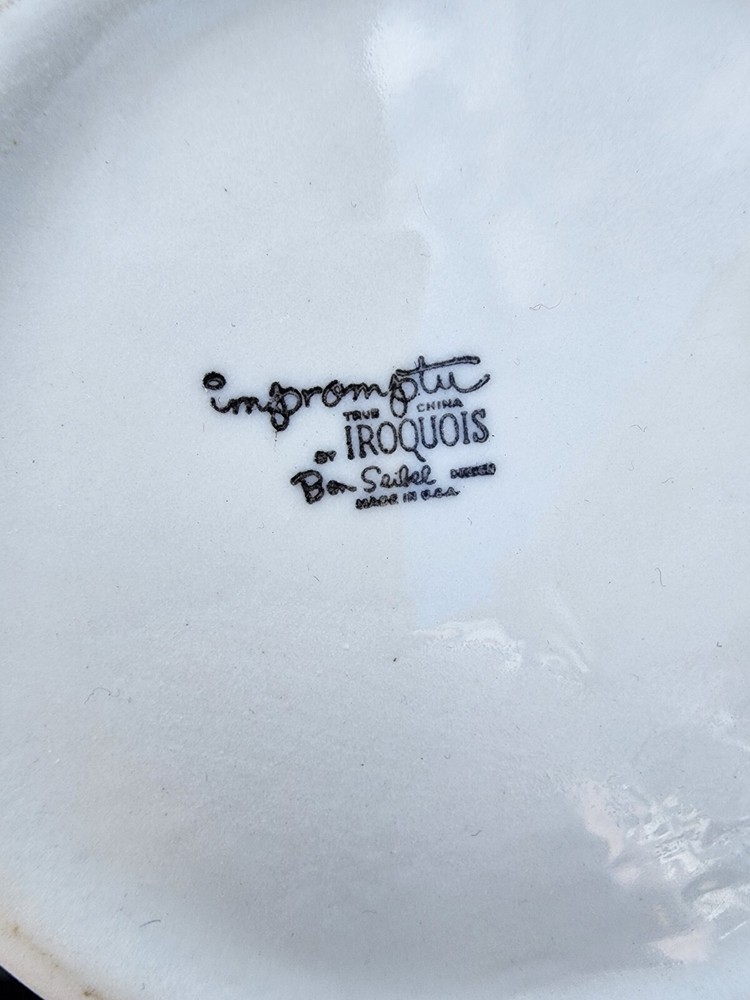 impromptu
TRUE CHINA
BY IROQUOIS
Ben Seibel DESIGN
MADE IN U.S.A.